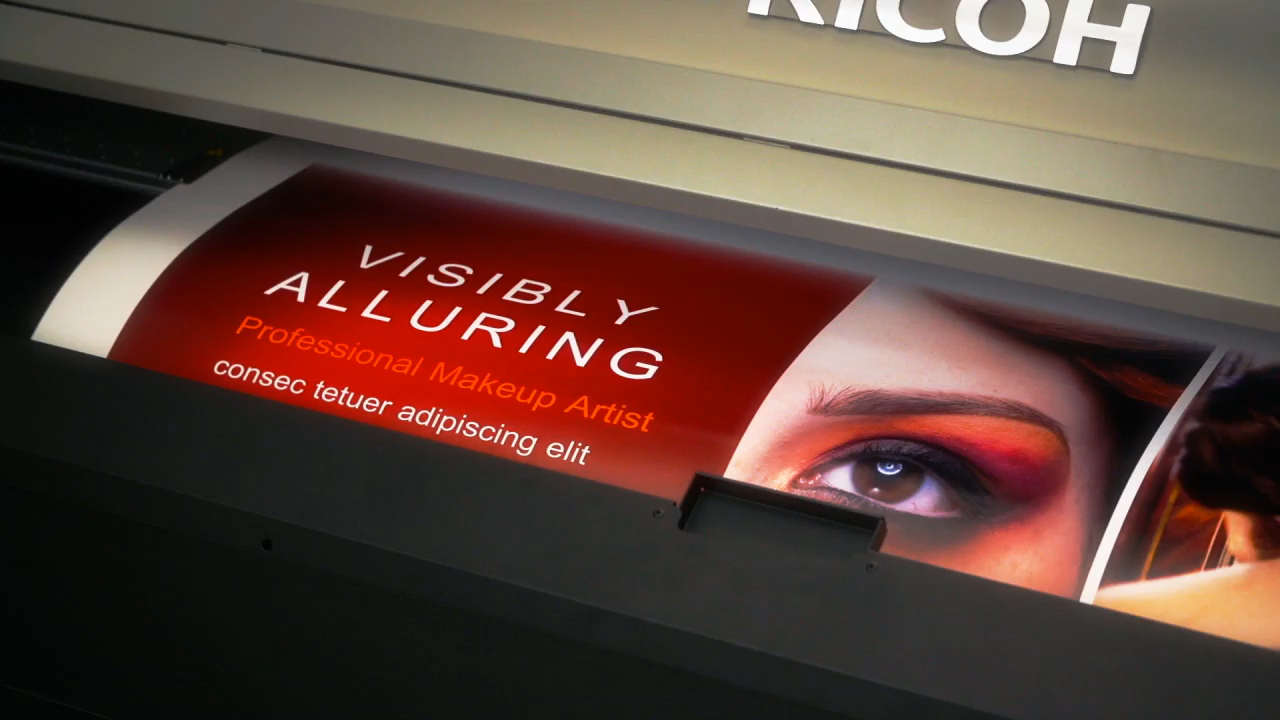 RICOH
VISIBLY
ALLURING
Professional Makeup Artist
consec tetuer adipiscing elit